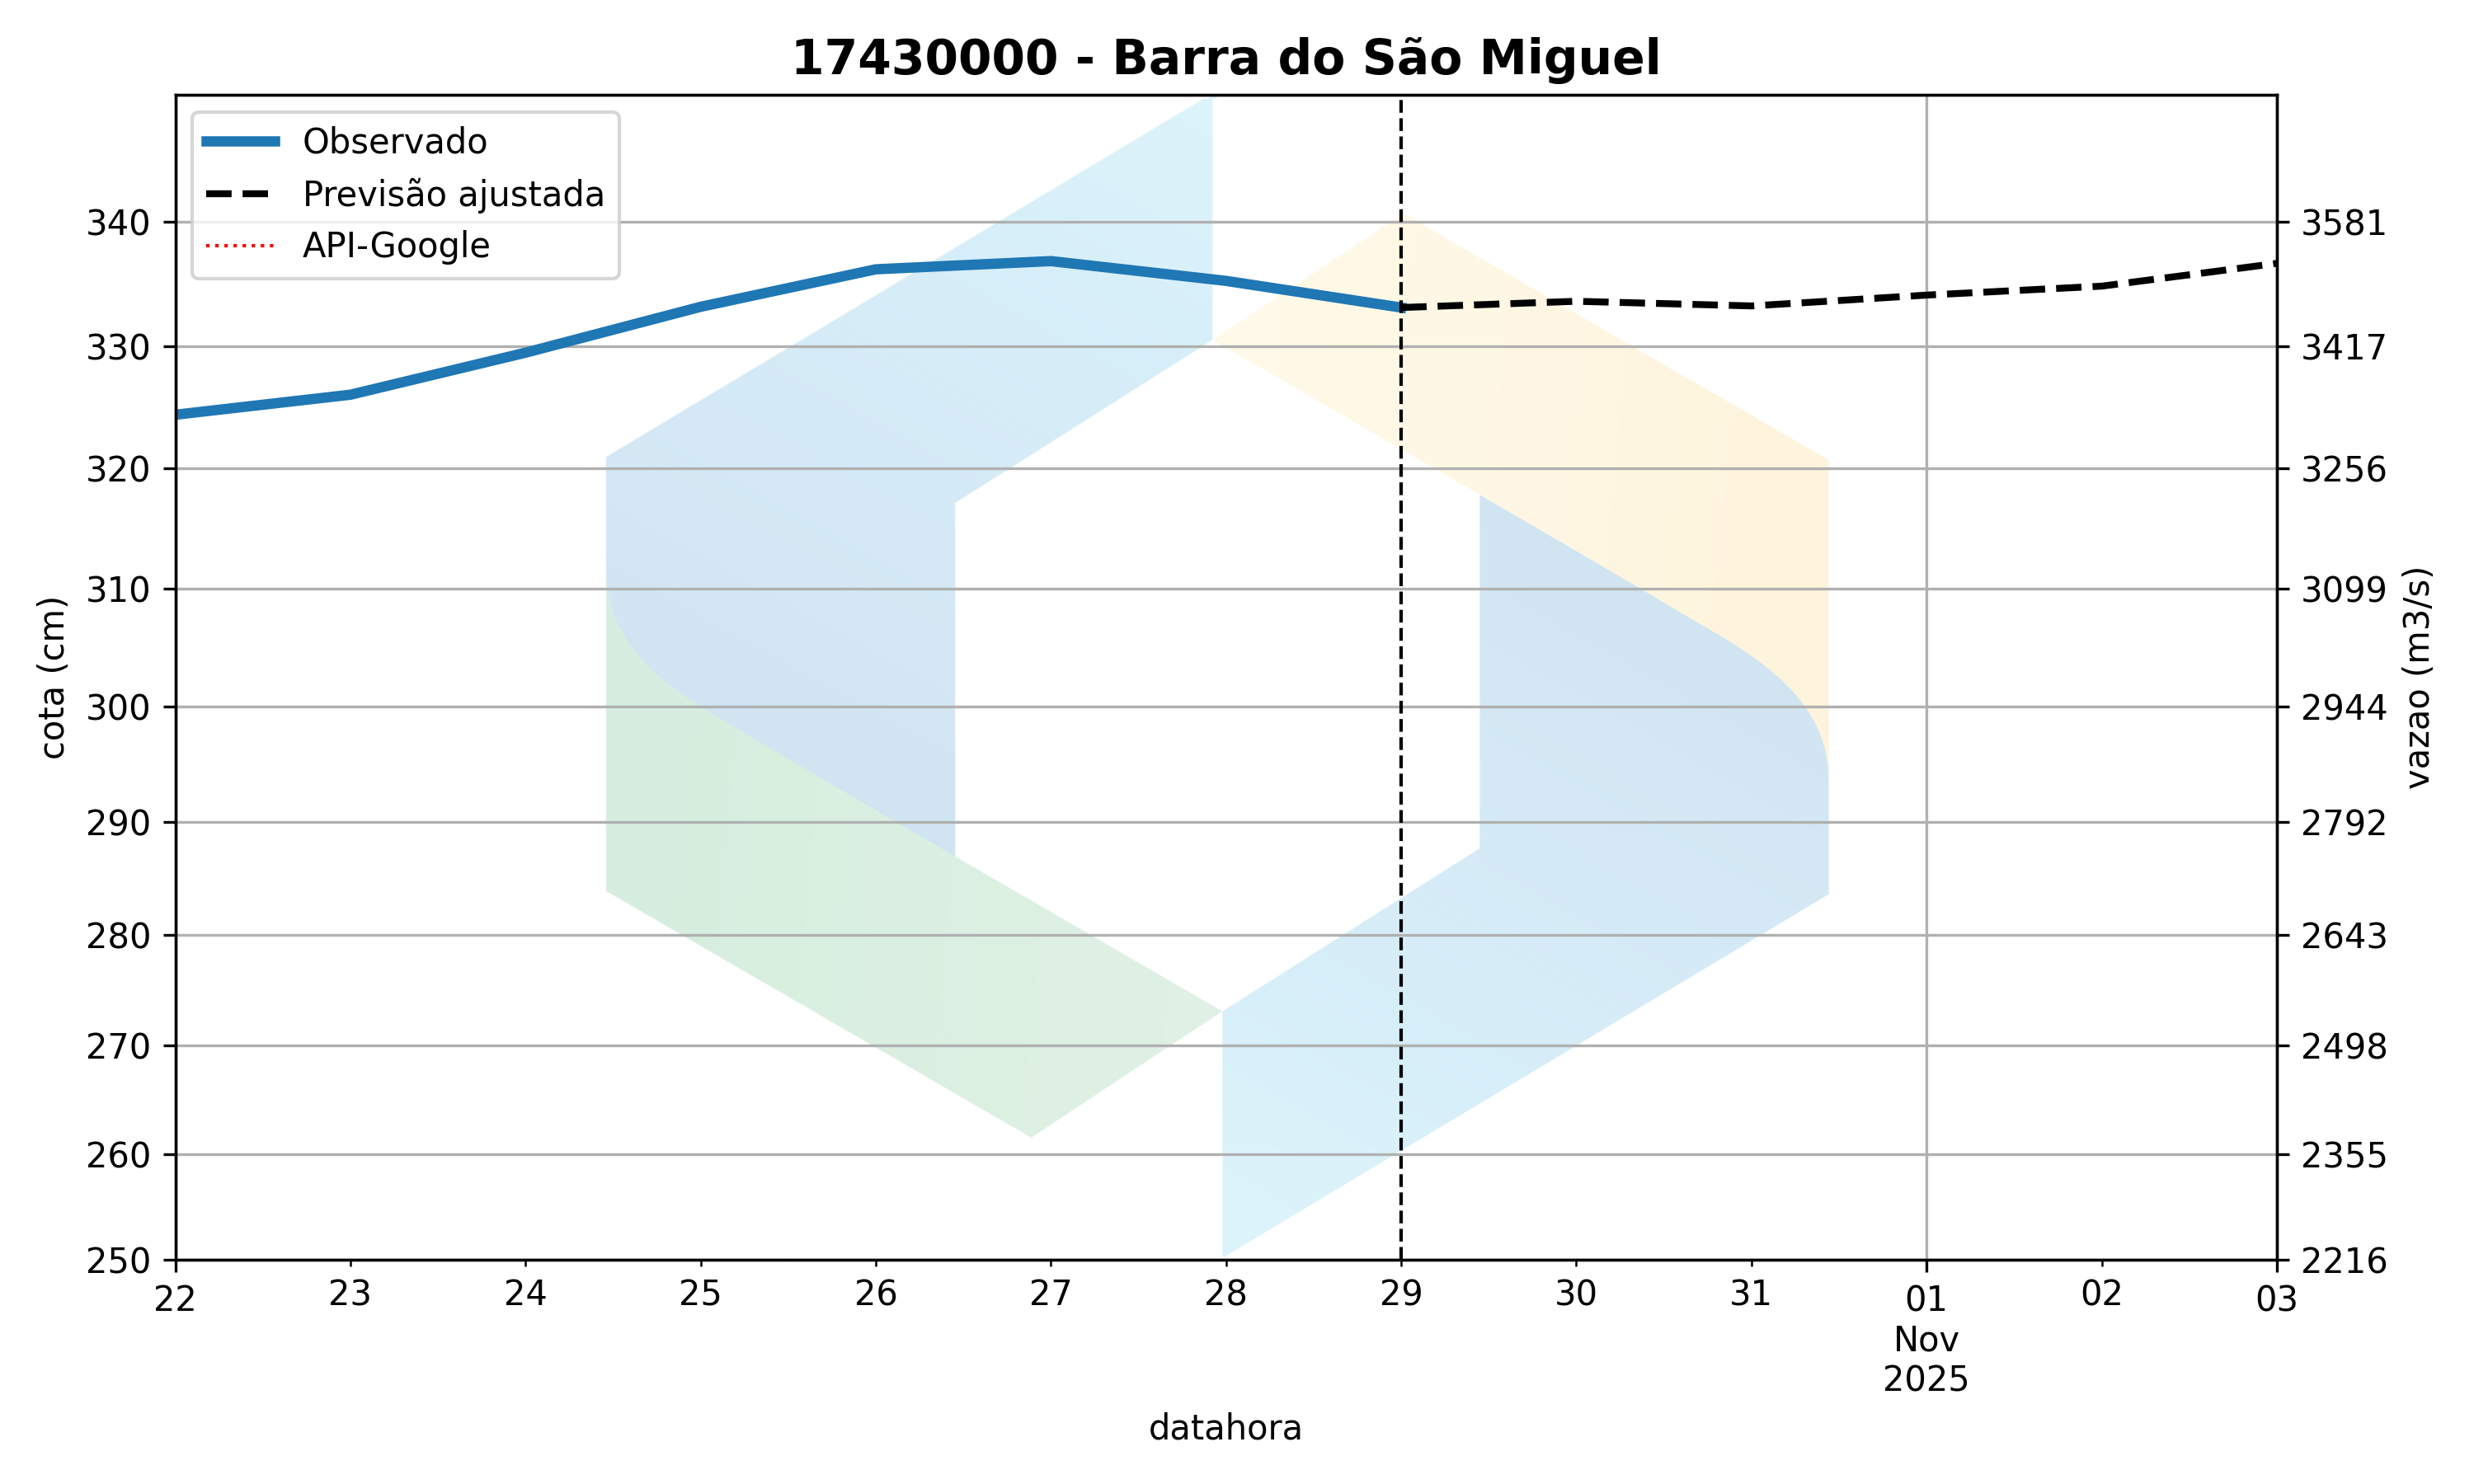 17430000 - Barra do São Miguel
Observado
Previsão ajustada
API-Google
340
330
320
310
300
290
280
270
260
250
cota (cm)
3581
3417
3256
3099
2944
2792
2643
2498
2355
2216
vazao (m3/s)
22 23 24 25 26 27 28 29 30 31 01 02 03
Nov
2025
datahora